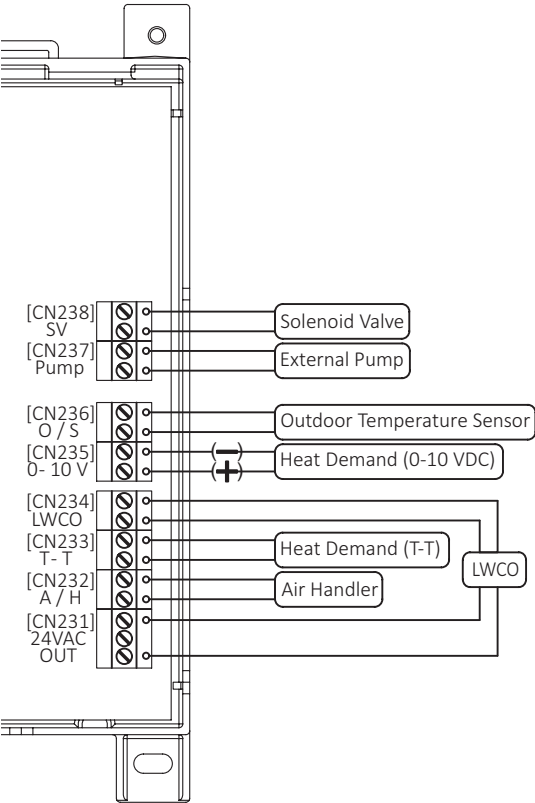 [CN238]
SV
Solenoid Valve
[CN237]
Pump
External Pump
[CN236]
O / S
Outdoor Temperature Sensor
[CN235]
0- 10 V
(−)
(+)
Heat Demand (0-10 VDC)
[CN234]
LWCO
[CN233]
T- T
Heat Demand (T-T)
LWCO
[CN232]
A / H
Air Handler
[CN231]
24VAC
OUT